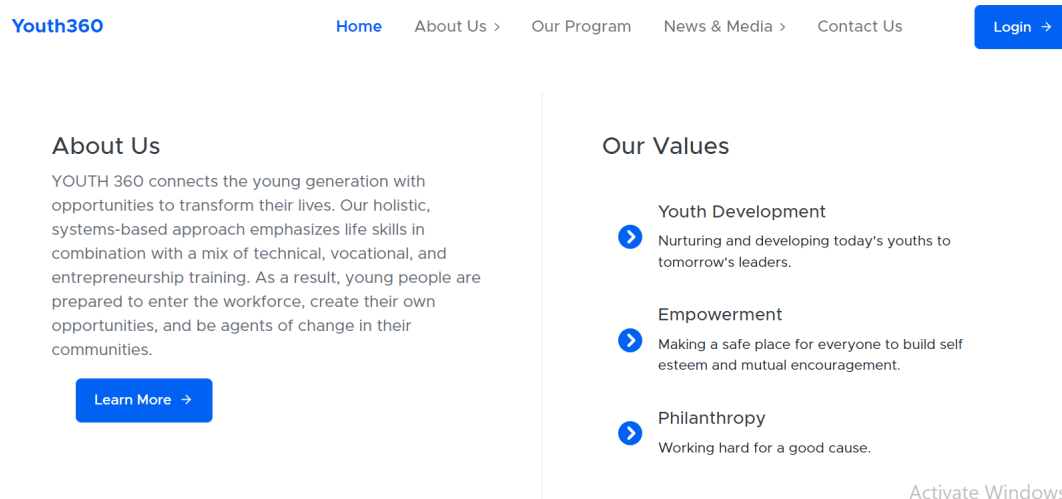 Youth360 Home About Us > Our Program News & Media > Contact Us Login →
About Us
YOUTH 360 connects the young generation with
opportunities to transform their lives. Our holistic,
systems-based approach emphasizes life skills in
combination with a mix of technical, vocational, and
entrepreneurship training. As a result, young people are
prepared to enter the workforce, create their own
opportunities, and be agents of change in their
communities.
Learn More →
Our Values
Youth Development
Nurturing and developing today's youths to
tomorrow's leaders.
Empowerment
Making a safe place for everyone to build self
esteem and mutual encouragement.
Philanthropy
Working hard for a good cause.
Activate Windows